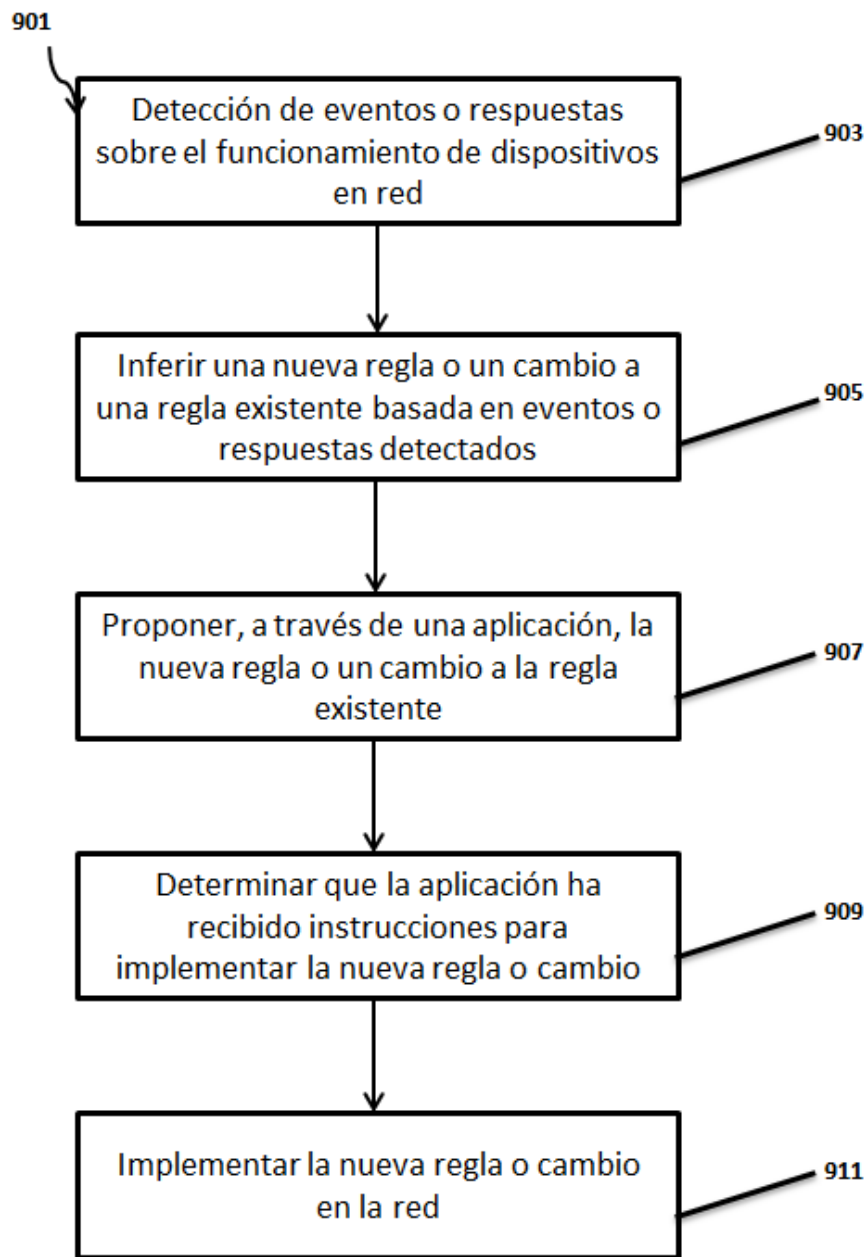 901
Detección de eventos o respuestas
sobre el funcionamiento de dispositivos
en red
903
Inferir una nueva regla o un cambio a
una regla existente basada en eventos o
respuestas detectados
905
Proponer, a través de una aplicación, la
nueva regla o un cambio a la regla
existente
907
Determinar que la aplicación ha
recibido instrucciones para
implementar la nueva regla o cambio
909
Implementar la nueva regla o cambio
en la red
911